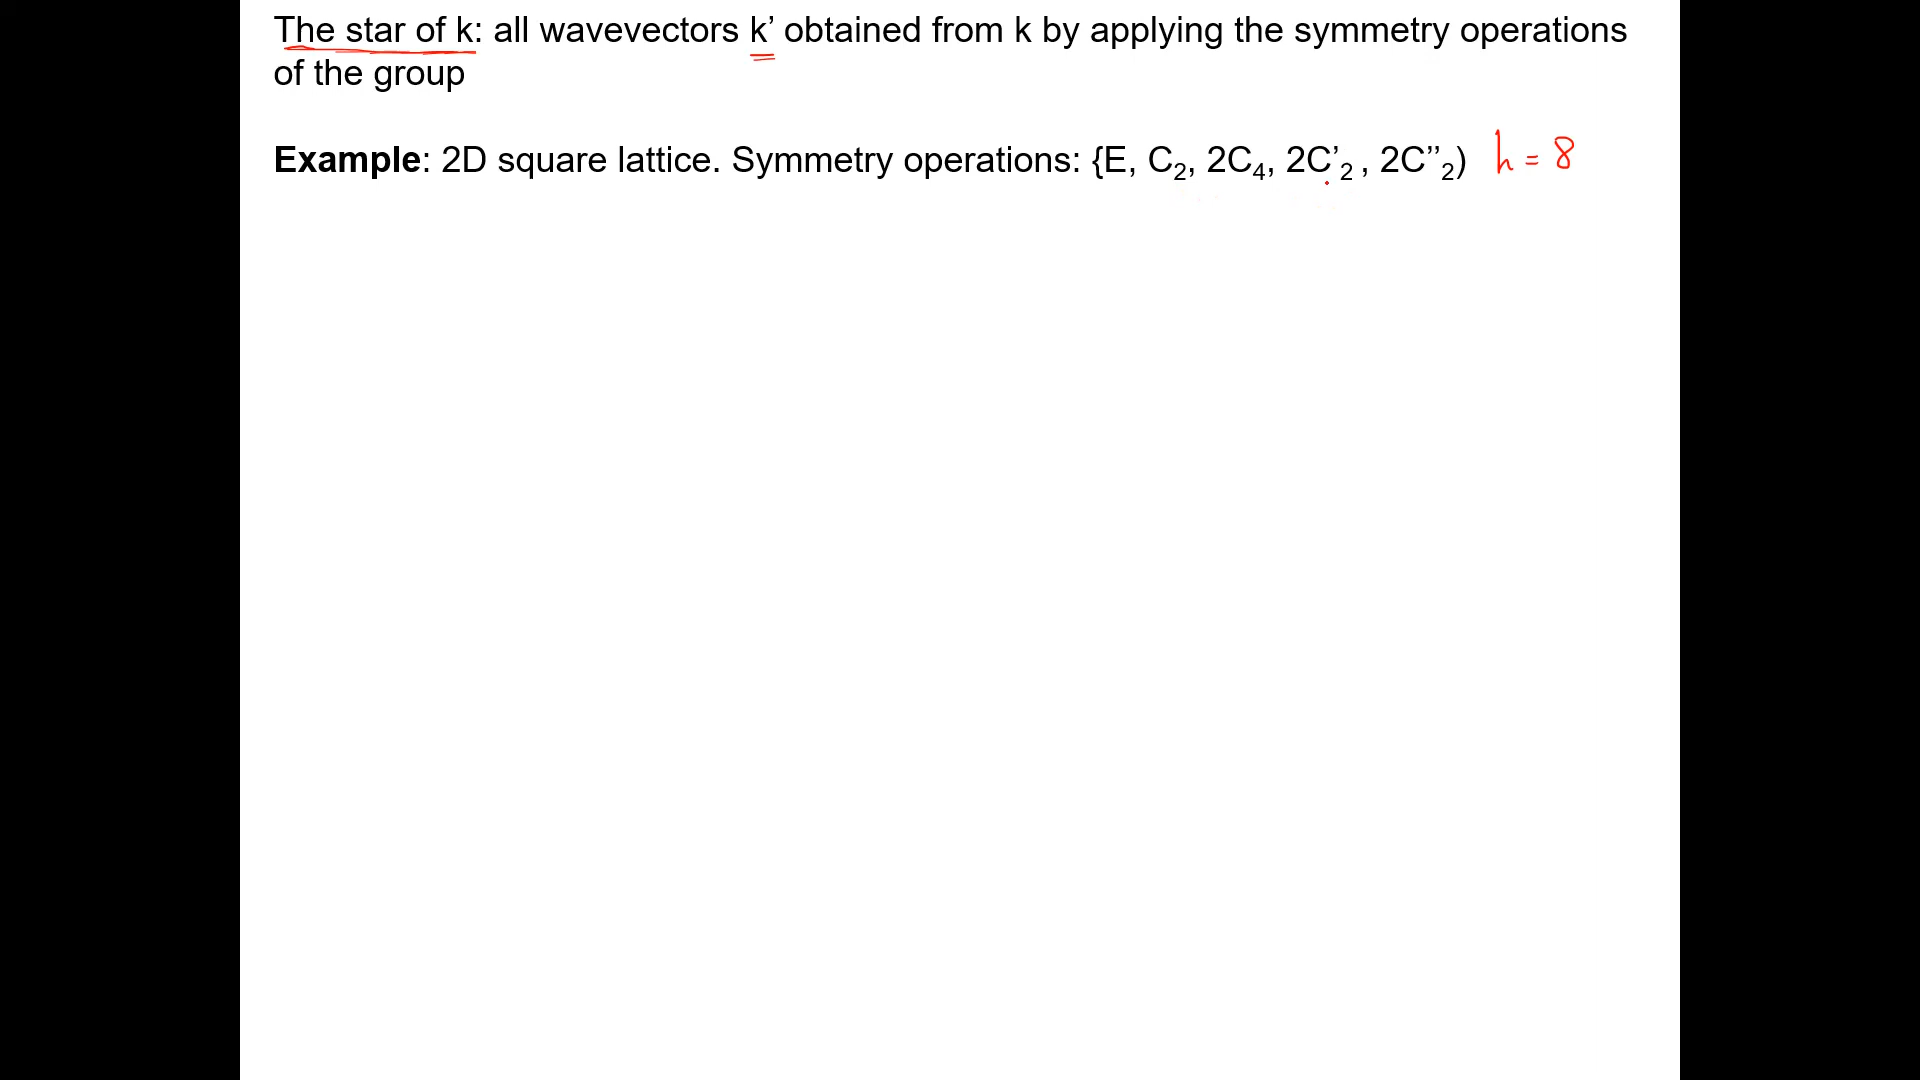 The star of k: all wavevectors k’ obtained from k by applying the symmetry operations
of the group
Example: 2D square lattice. Symmetry operations: {E, C₂, 2C₄, 2C’₂ , 2C’’₂) h = 8